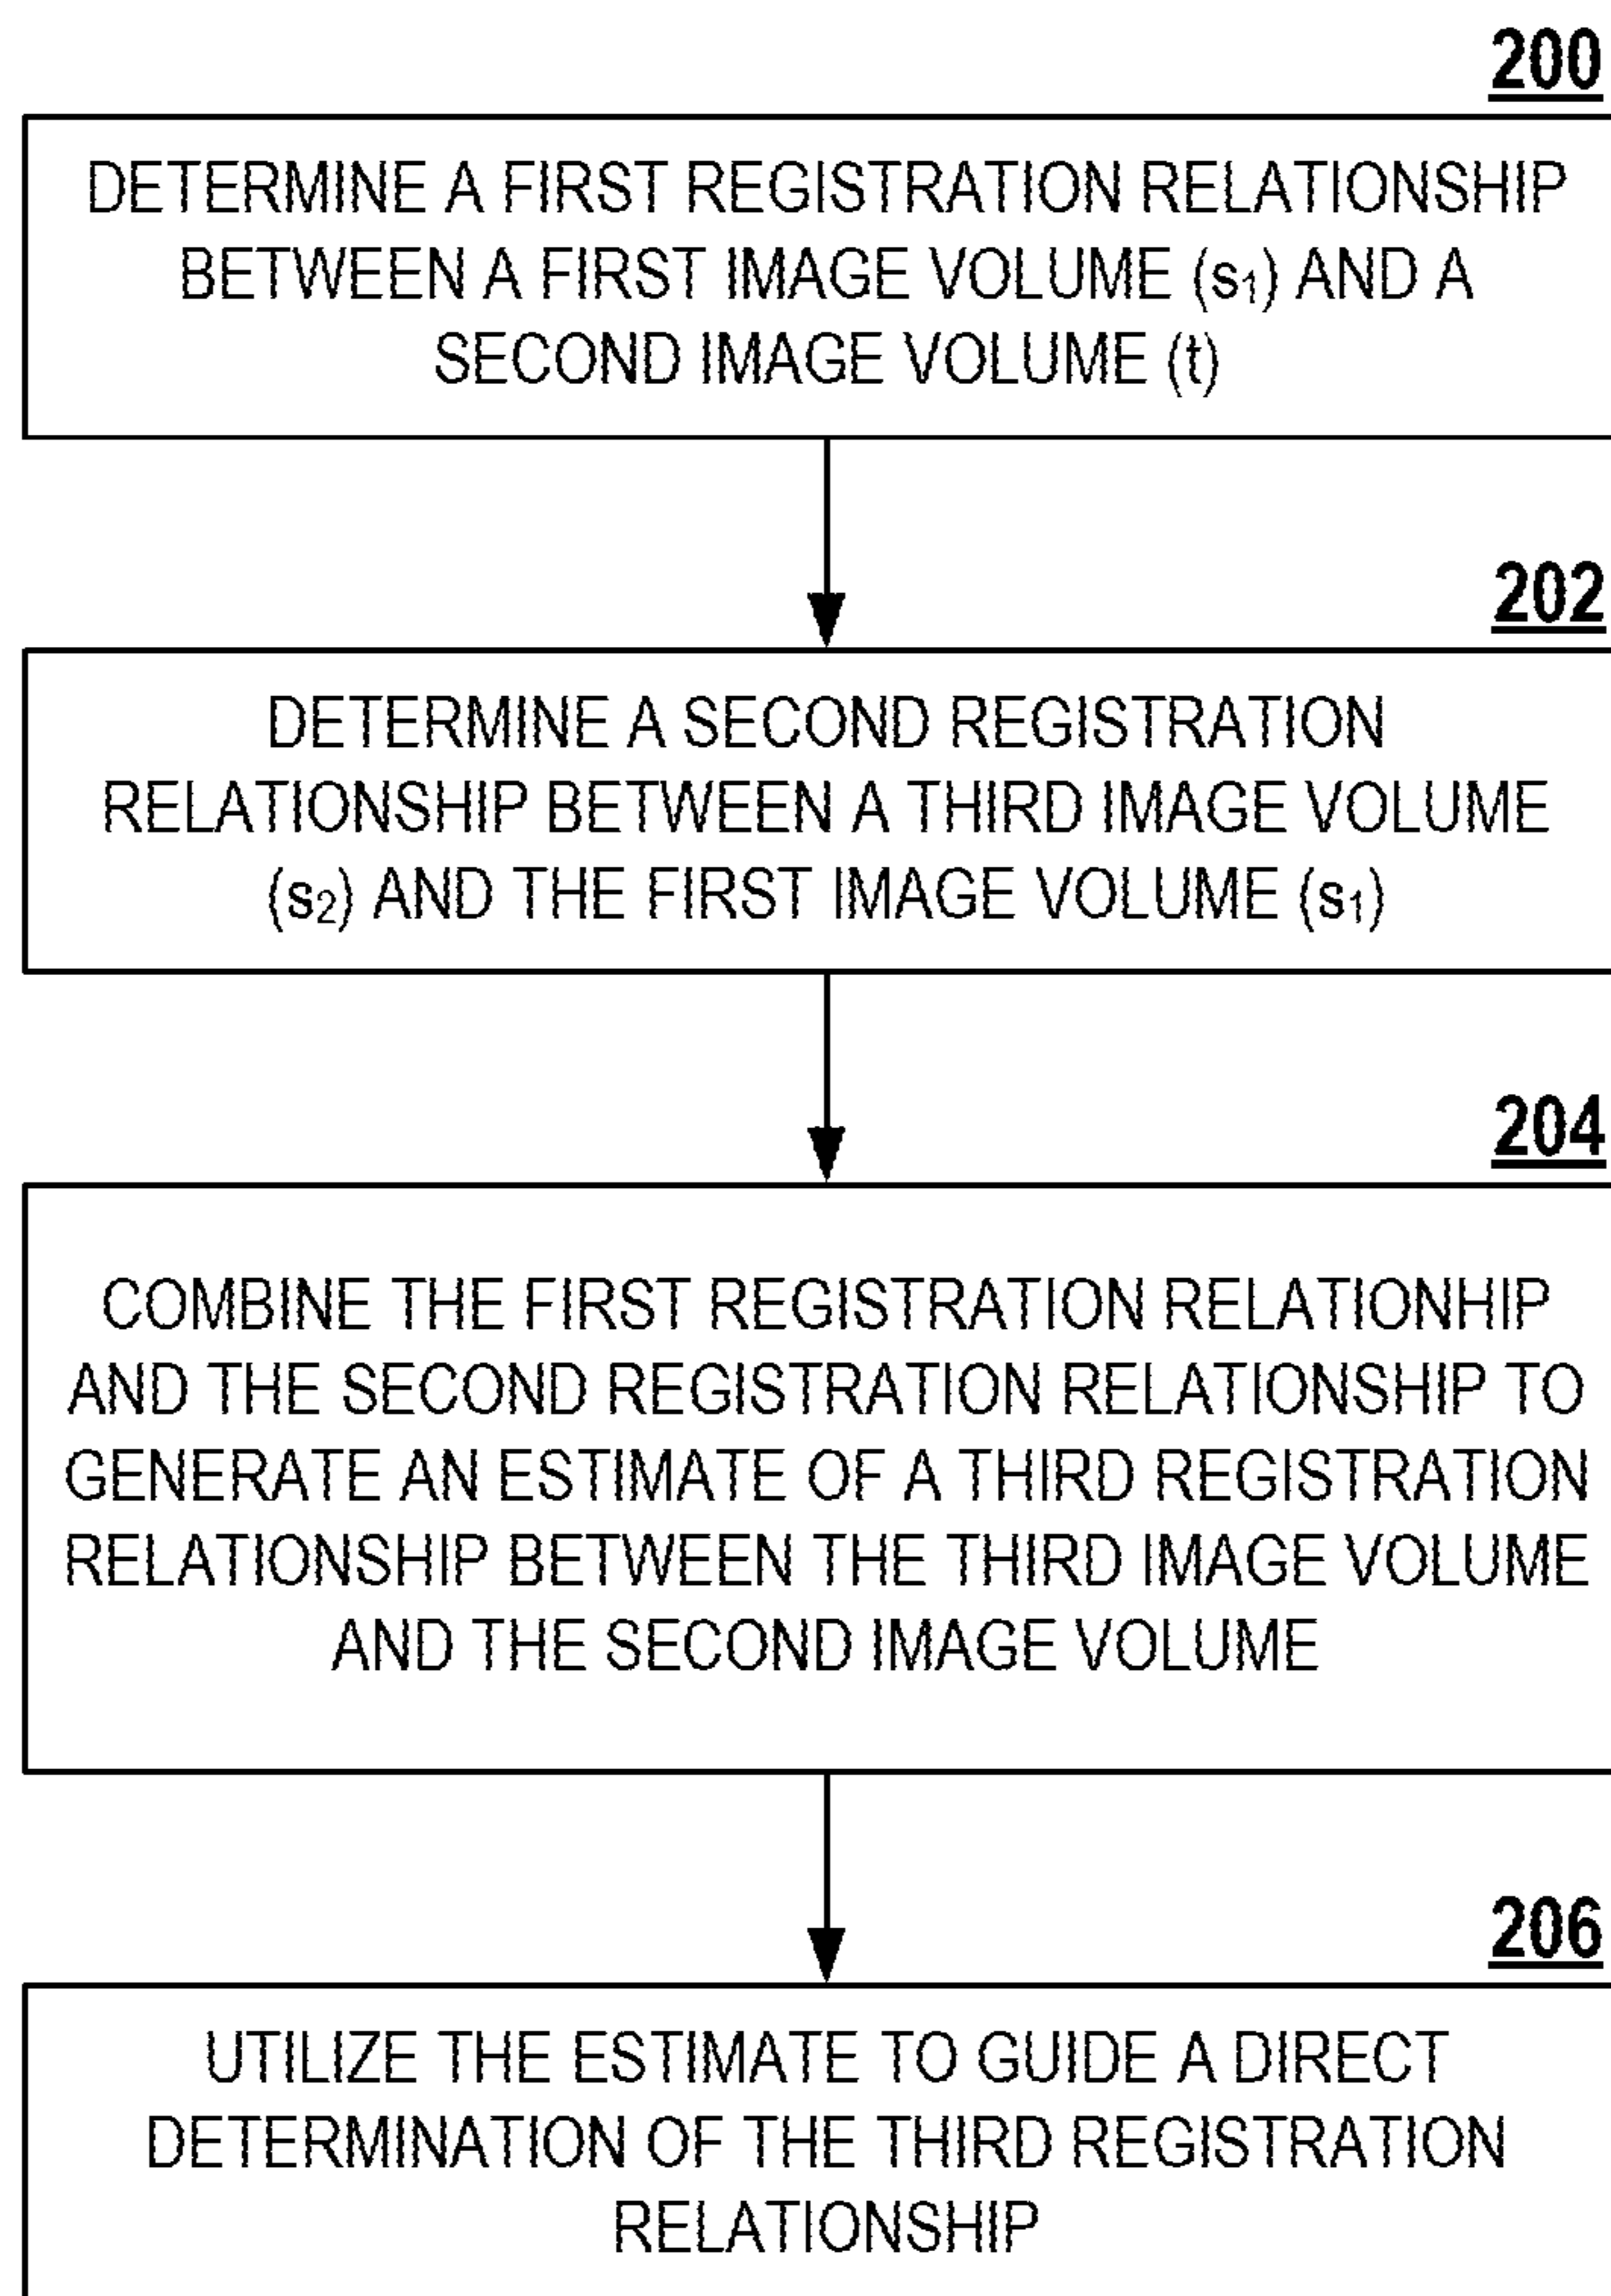 200
DETERMINE A FIRST REGISTRATION RELATIONSHIP
BETWEEN A FIRST IMAGE VOLUME (s₁) AND A
SECOND IMAGE VOLUME (t)
202
DETERMINE A SECOND REGISTRATION
RELATIONSHIP BETWEEN A THIRD IMAGE VOLUME
(s₂) AND THE FIRST IMAGE VOLUME (s₁)
204
COMBINE THE FIRST REGISTRATION RELATIONHIP
AND THE SECOND REGISTRATION RELATIONSHIP TO
GENERATE AN ESTIMATE OF A THIRD REGISTRATION
RELATIONSHIP BETWEEN THE THIRD IMAGE VOLUME
AND THE SECOND IMAGE VOLUME
206
UTILIZE THE ESTIMATE TO GUIDE A DIRECT
DETERMINATION OF THE THIRD REGISTRATION
RELATIONSHIP